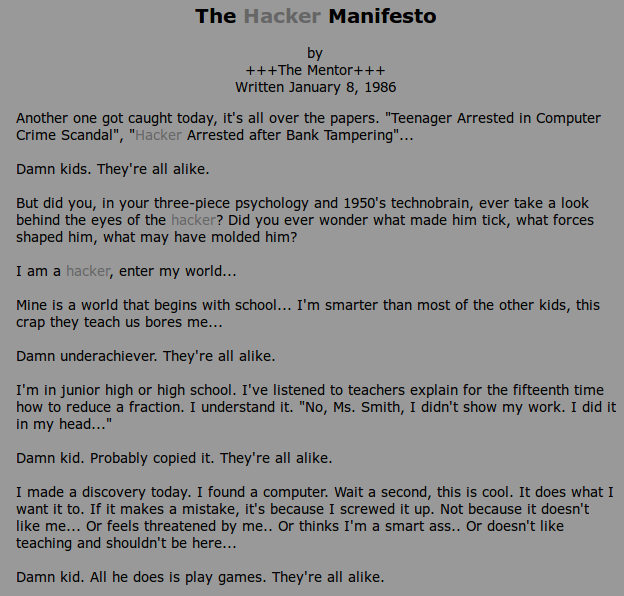 The Hacker Manifesto
by
+++The Mentor+++
Written January 8, 1986
Another one got caught today, it's all over the papers. "Teenager Arrested in Computer
Crime Scandal", "Hacker Arrested after Bank Tampering"...
Damn kids. They're all alike.
But did you, in your three-piece psychology and 1950's technobrain, ever take a look
behind the eyes of the hacker? Did you ever wonder what made him tick, what forces
shaped him, what may have molded him?
I am a hacker, enter my world...
Mine is a world that begins with school... I'm smarter than most of the other kids, this
crap they teach us bores me...
Damn underachiever. They're all alike.
I'm in junior high or high school. I've listened to teachers explain for the fifteenth time
how to reduce a fraction. I understand it. "No, Ms. Smith, I didn't show my work. I did it
in my head..."
Damn kid. Probably copied it. They're all alike.
I made a discovery today. I found a computer. Wait a second, this is cool. It does what I
want it to. If it makes a mistake, it's because I screwed it up. Not because it doesn't
like me... Or feels threatened by me.. Or thinks I'm a smart ass.. Or doesn't like
teaching and shouldn't be here...
Damn kid. All he does is play games. They're all alike.